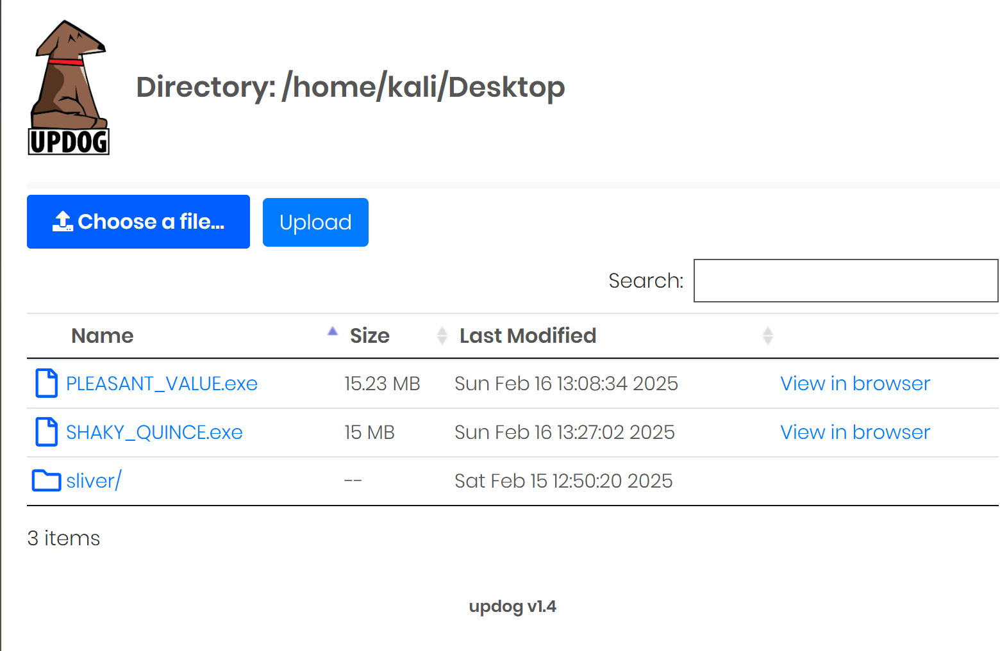 UPDOG
Directory: /home/kali/Desktop
Choose a file... Upload
Search:
Name Size Last Modified
PLEASANT_VALUE.exe 15.23 MB Sun Feb 16 13:08:34 2025 View in browser
SHAKY_QUINCE.exe 15 MB Sun Feb 16 13:27:02 2025 View in browser
sliver/ -- Sat Feb 15 12:50:20 2025
3 items
updog v1.4